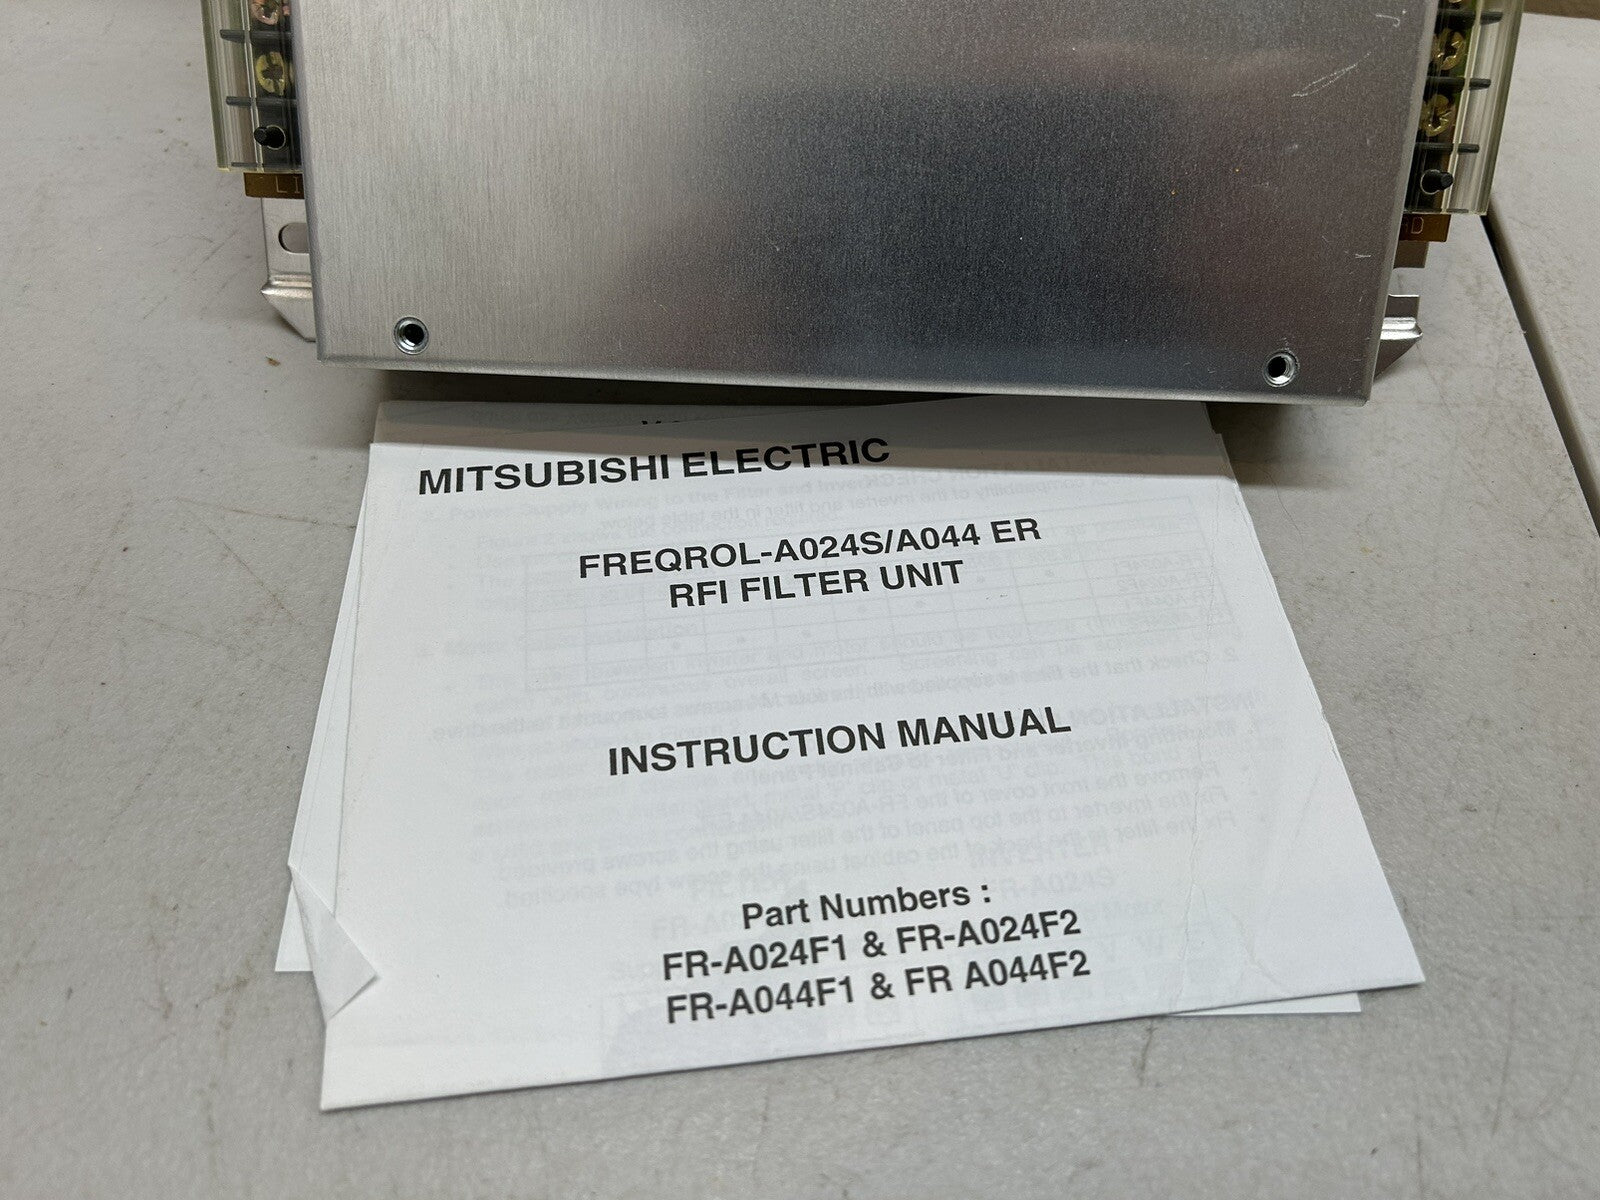 LI
D
MITSUBISHI ELECTRIC
FREQROL-A024S/A044 ER
RFI FILTER UNIT
INSTRUCTION MANUAL
Part Numbers :
FR-A024F1 & FR-A024F2
FR-A044F1 & FR A044F2